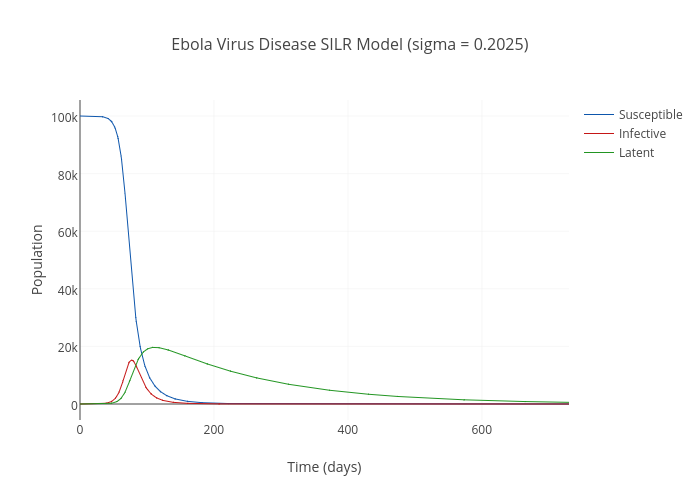 Ebola Virus Disease SILR Model (sigma = 0.2025)
100k
80k
60k
40k
20k
0
Population
0
200
400
600
Time (days)
Susceptible
Infective
Latent